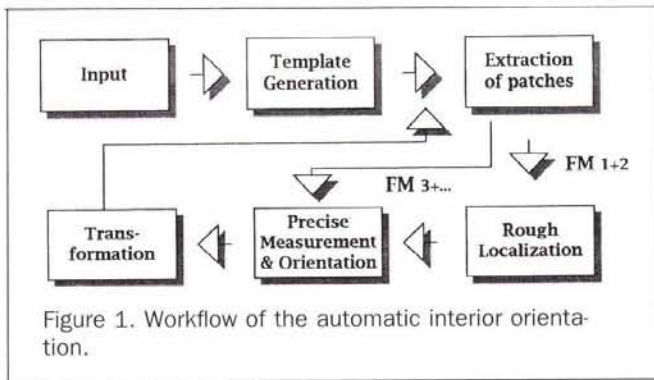 Input
Template
Generation
Extraction
of patches
FM 1+2
FM 3+...
Trans-
formation
Precise
Measurement
& Orientation
Rough
Localization
Figure 1. Workflow of the automatic interior orienta-
tion.